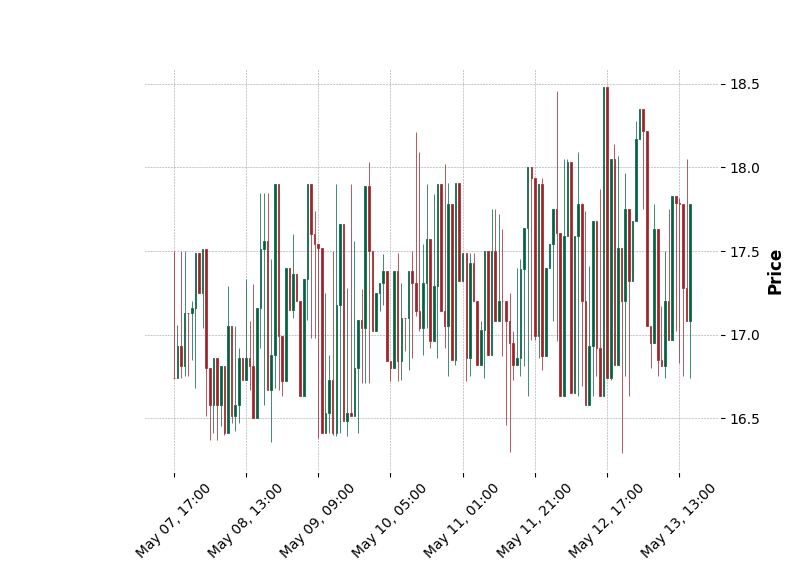 18.5
18.0
17.5
17.0
16.5
Price
May 07, 17:00
May 08, 13:00
May 09, 09:00
May 10, 05:00
May 11, 01:00
May 11, 21:00
May 12, 17:00
May 13, 13:00